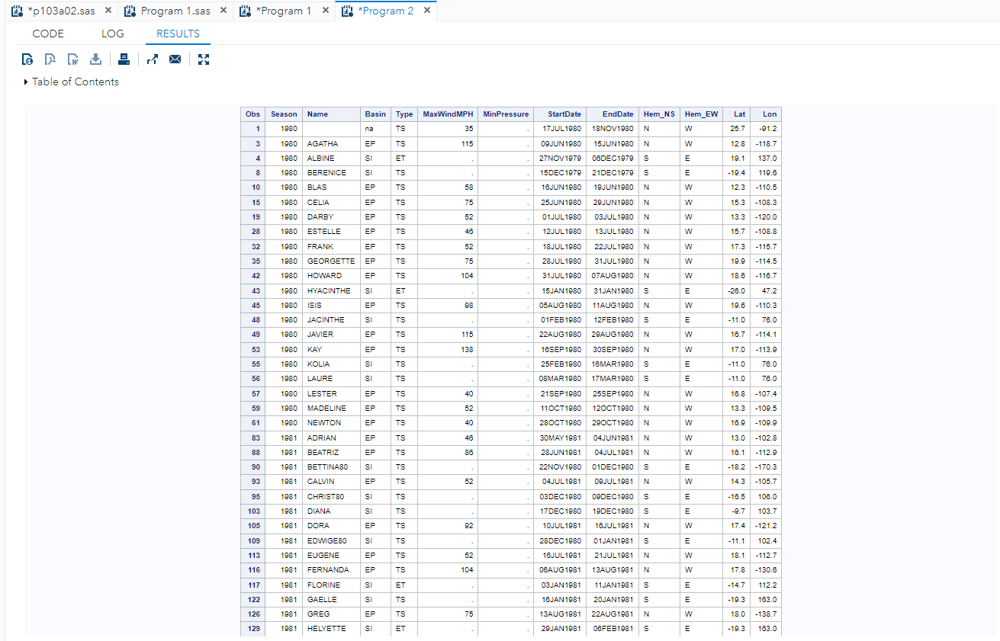 *p103a02.sas × Program 1.sas × *Program 1 × *Program 2 ×
CODE LOG RESULTS
Table of Contents
Obs Season Name Basin Type MaxWindMPH MinPressure StartDate EndDate Hem_NS Hem_EW Lat Lon
1 1980 na TS 35 . 17JUL1980 18NOV1980 N W 25.7 -91.2
3 1980 AGATHA EP TS 115 . 09JUN1980 15JUN1980 N W 12.8 -118.7
4 1980 ALBINE SI ET . . 27NOV1979 06DEC1979 S E 19.1 137.0
8 1980 BERENICE SI TS . . 15DEC1979 21DEC1979 S E -19.4 119.6
10 1980 BLAS EP TS 58 . 16JUN1980 19JUN1980 N W 12.3 -110.5
15 1980 CELIA EP TS 75 . 25JUN1980 29JUN1980 N W 15.3 -108.3
19 1980 DARBY EP TS 52 . 01JUL1980 03JUL1980 N W 13.3 -120.0
28 1980 ESTELLE EP TS 46 . 12JUL1980 13JUL1980 N W 15.7 -108.8
32 1980 FRANK EP TS 52 . 18JUL1980 22JUL1980 N W 17.3 -115.7
35 1980 GEORGETTE EP TS 75 . 28JUL1980 31JUL1980 N W 19.9 -114.5
42 1980 HOWARD EP TS 104 . 31JUL1980 07AUG1980 N W 18.6 -116.7
43 1980 HYACINTHE SI ET . . 15JAN1980 31JAN1980 S E -26.0 47.2
45 1980 ISIS EP TS 98 . 05AUG1980 11AUG1980 N W 19.6 -110.3
48 1980 JACINTHE SI TS . . 01FEB1980 12FEB1980 S E -11.0 76.0
49 1980 JAVIER EP TS 115 . 22AUG1980 29AUG1980 N W 16.7 -114.1
53 1980 KAY EP TS 138 . 16SEP1980 30SEP1980 N W 17.0 -113.9
55 1980 KOLIA SI TS . . 25FEB1980 16MAR1980 S E -11.0 76.0
56 1980 LAURE SI TS . . 08MAR1980 17MAR1980 S E -11.0 76.0
57 1980 LESTER EP TS 40 . 21SEP1980 25SEP1980 N W 16.8 -107.4
59 1980 MADELINE EP TS 52 . 11OCT1980 12OCT1980 N W 13.3 -109.5
61 1980 NEWTON EP TS 40 . 28OCT1980 29OCT1980 N W 16.9 -109.9
83 1981 ADRIAN EP TS 46 . 30MAY1981 04JUN1981 N W 13.0 -102.8
88 1981 BEATRIZ EP TS 86 . 28JUN1981 04JUL1981 N W 16.1 -112.9
90 1981 BETTINA80 SI TS . . 22NOV1980 01DEC1980 S E -18.2 -170.3
93 1981 CALVIN EP TS 52 . 04JUL1981 09JUL1981 N W 14.3 -105.7
95 1981 CHRIST80 SI TS . . 03DEC1980 09DEC1980 S E -16.5 106.0
103 1981 DIANA SI TS . . 17DEC1980 19DEC1980 S E -9.7 103.7
105 1981 DORA EP TS 92 . 10JUL1981 16JUL1981 N W 17.4 -121.2
109 1981 EDWIGE80 SI TS . . 28DEC1980 01JAN1981 S E -11.1 102.4
113 1981 EUGENE EP TS 52 . 16JUL1981 21JUL1981 N W 18.1 -112.7
116 1981 FERNANDA EP TS 104 . 06AUG1981 13AUG1981 N W 17.8 -130.6
117 1981 FLORINE SI ET . . 03JAN1981 11JAN1981 S E -14.7 112.2
122 1981 GAELLE SI TS . . 16JAN1981 20JAN1981 S E -19.3 163.0
126 1981 GREG EP TS 75 . 13AUG1981 22AUG1981 N W 18.0 -138.7
129 1981 HELYETTE SI ET . . 29JAN1981 06FEB1981 S E -19.3 163.0